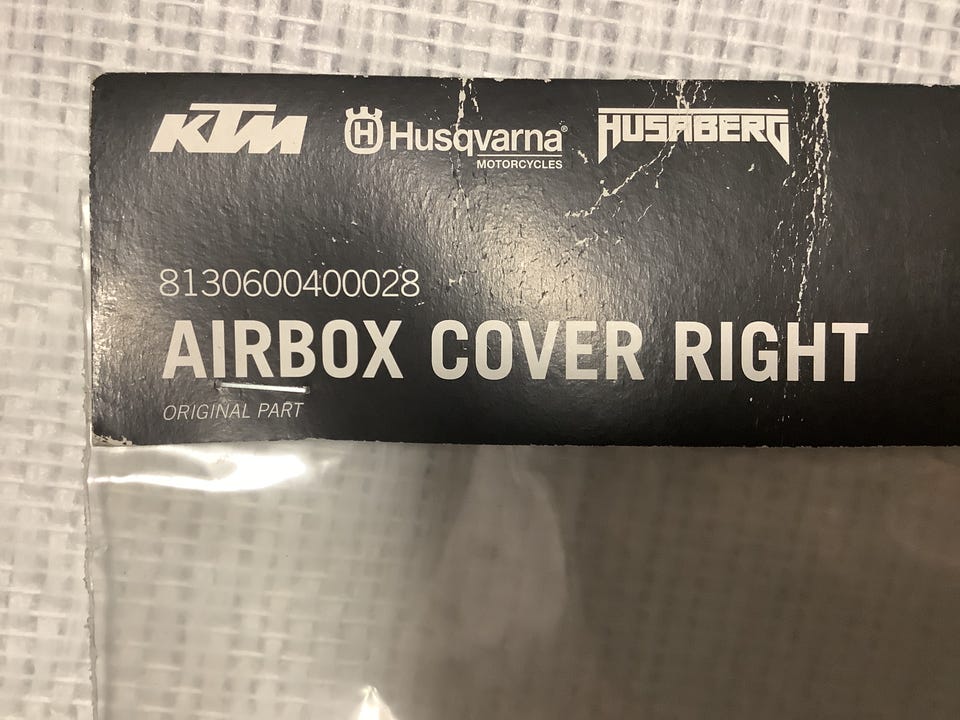 KTM HUSQVARNA® HUSABERG
MOTORCYCLES
8130600400028
AIRBOX COVER RIGHT
ORIGINAL PART